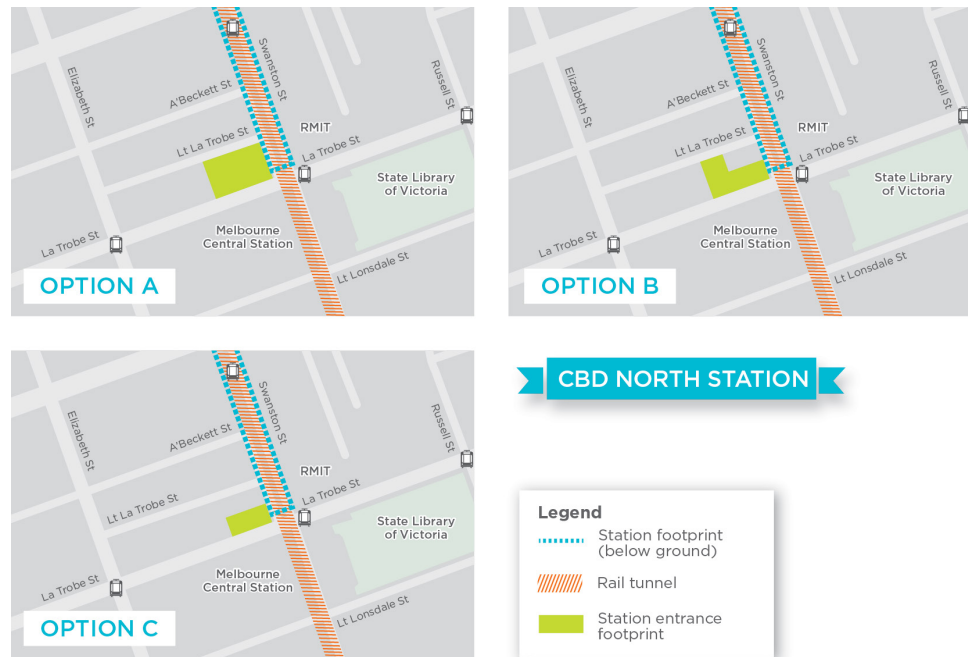 Elizabeth St
Swanston St
Russell St
A'Beckett St
Lt La Trobe St
RMIT
La Trobe St
State Library
of Victoria
Melbourne
Central Station
La Trobe St
Lt Lonsdale St
OPTION A
Elizabeth St
Swanston St
Russell St
A'Beckett St
Lt La Trobe St
RMIT
La Trobe St
State Library
of Victoria
Melbourne
Central Station
La Trobe St
Lt Lonsdale St
OPTION B
Elizabeth St
Swanston St
Russell St
A'Beckett St
RMIT
Lt La Trobe St
La Trobe St
State Library
of Victoria
Melbourne
Central Station
La Trobe St
Lt Lonsdale St
OPTION C
CBD NORTH STATION
Legend
Station footprint
(below ground)
Rail tunnel
Station entrance
footprint